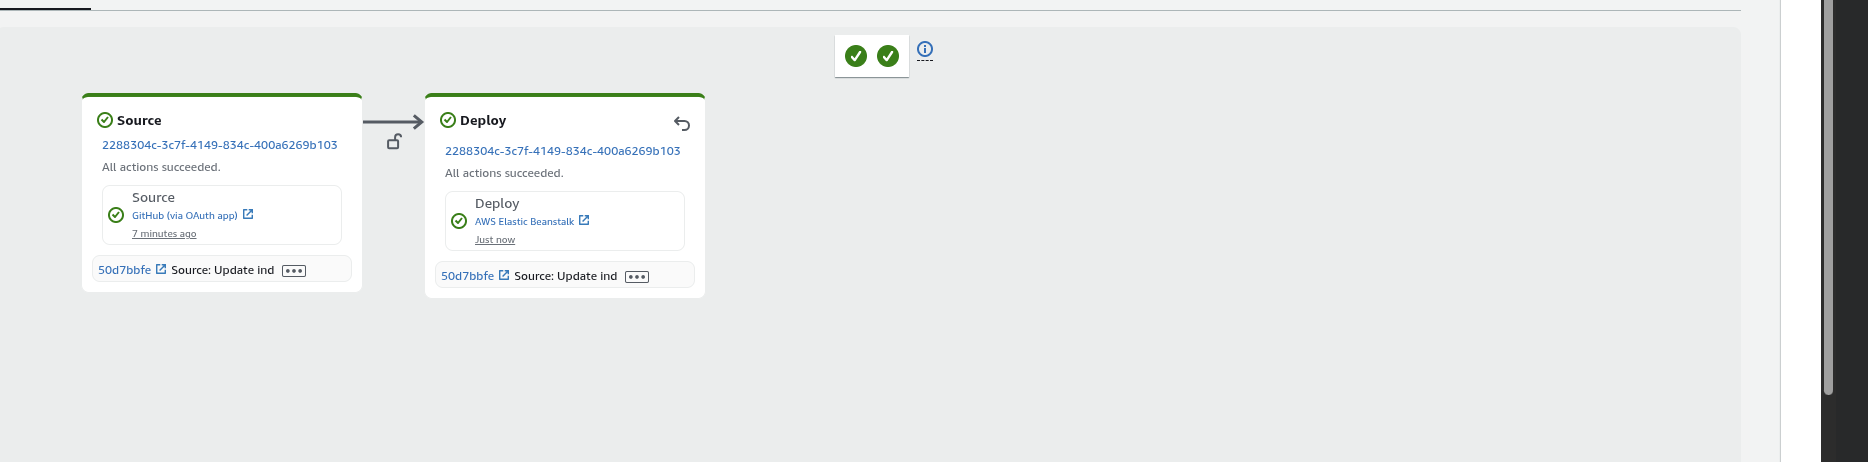 Source
2288304c-3c7f-4149-834c-400a6269b103
All actions succeeded.
Source
GitHub (via OAuth app)
7 minutes ago
50d7bbfe Source: Update ind
Deploy
2288304c-3c7f-4149-834c-400a6269b103
All actions succeeded.
Deploy
AWS Elastic Beanstalk
Just now
50d7bbfe Source: Update ind